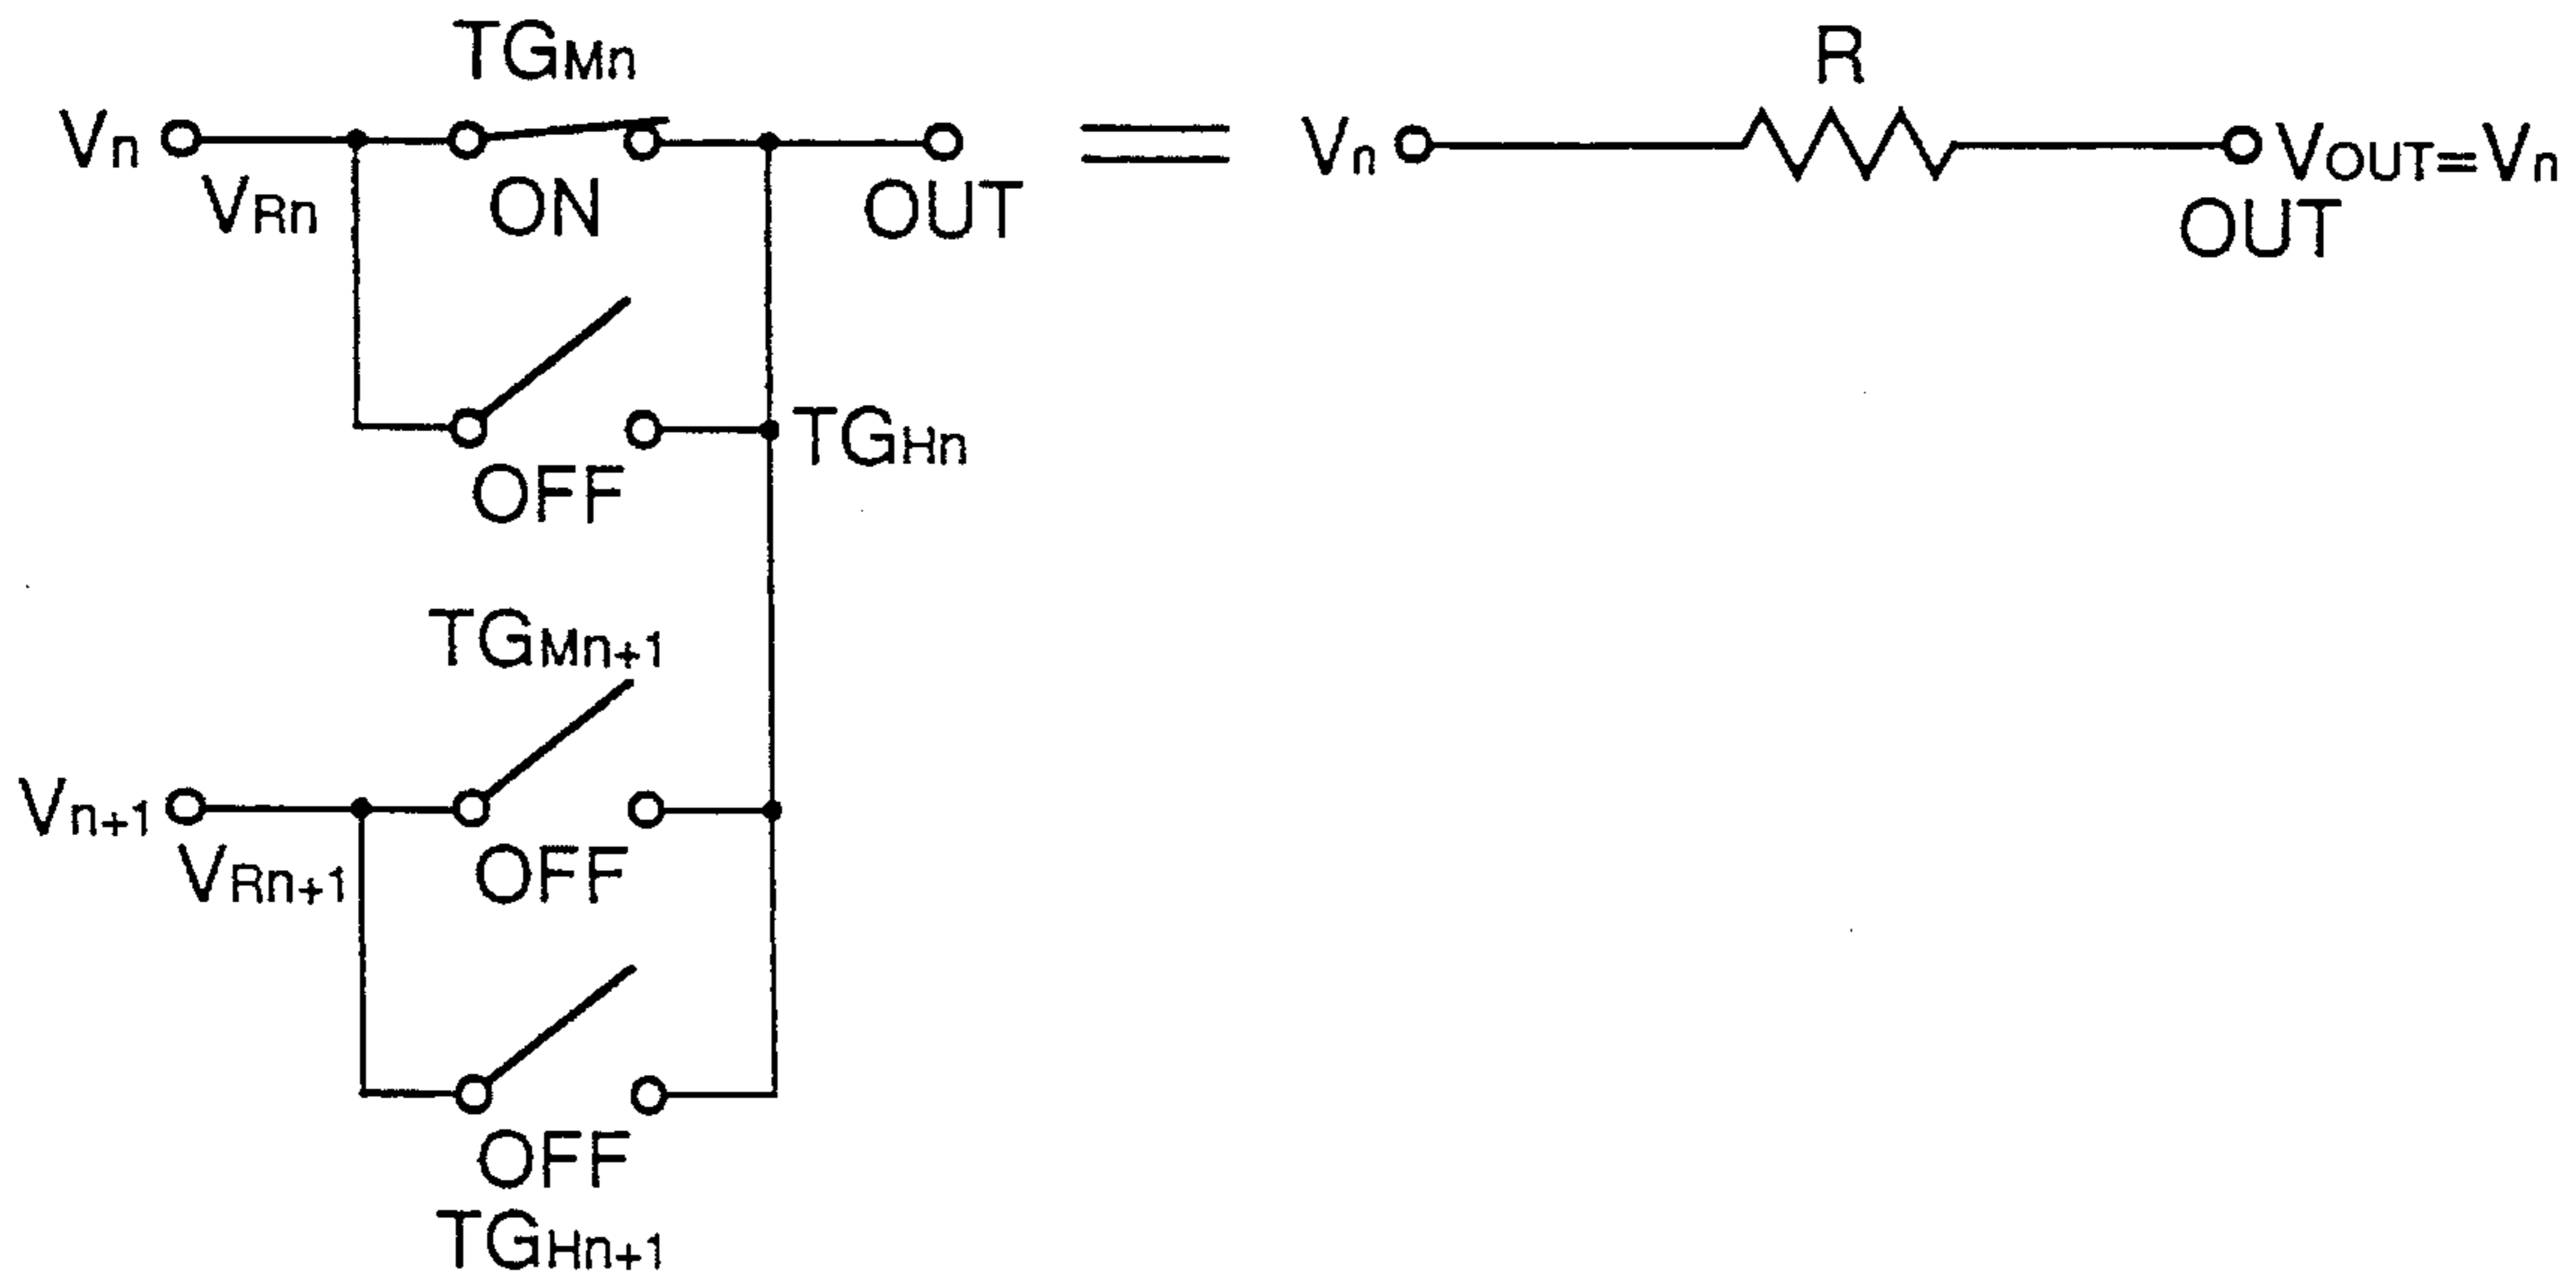 TGMn
R
Vn
VRn
ON
OUT
Vn
VOUT=Vn
OUT
OFF
TGHn
TGMn+1
Vn+1
VRn+1
OFF
OFF
TGHn+1